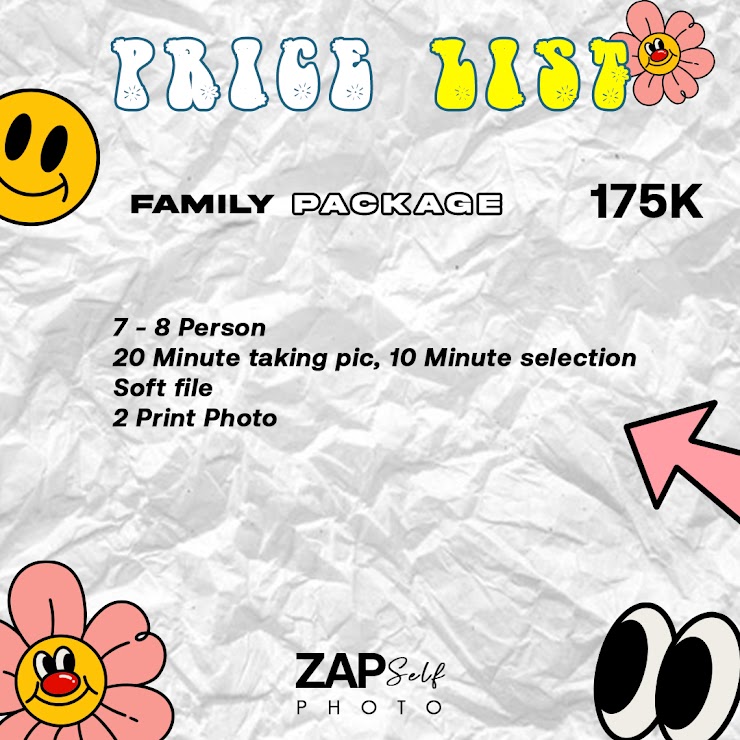 PRICE LIST
FAMILY PACKAGE 175K
7 - 8 Person
20 Minute taking pic, 10 Minute selection
Soft file
2 Print Photo
ZAP Self
PHOTO